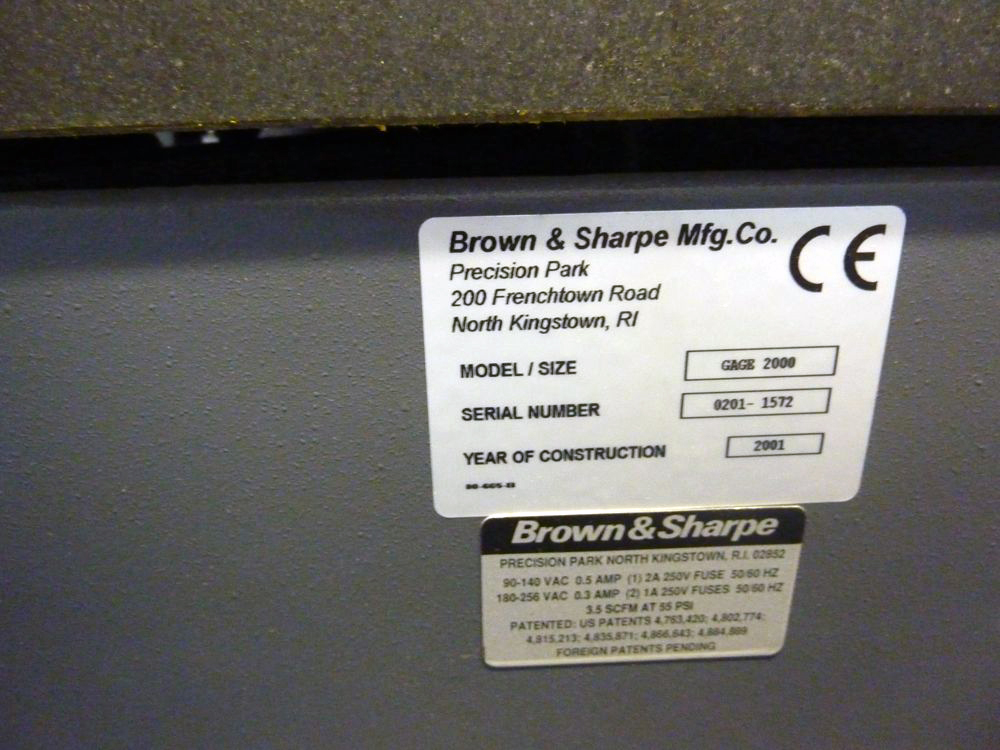 Brown & Sharpe Mfg.Co. CE
Precision Park
200 Frenchtown Road
North Kingstown, RI
MODEL / SIZE GAGE 2000
SERIAL NUMBER 0201- 1572
YEAR OF CONSTRUCTION 2001
Brown & Sharpe
PRECISION PARK NORTH KINGSTOWN, R.I. 02852
90-140 VAC 0.5 AMP (1) 2A 250V FUSE 50/60 HZ
180-256 VAC 0.3 AMP (2) 1A 250V FUSES 50/60 HZ
3.5 SCFM AT 55 PSI
PATENTED: US PATENTS 4,763,420; 4,802,774;
4,815,213; 4,835,871; 4,866,643; 4,884,889
FOREIGN PATENTS PENDING